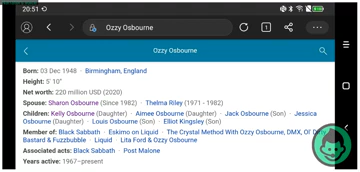 20:51
Ozzy Osbourne
Ozzy Osbourne
Born: 03 Dec 1948 · Birmingham, England
Height: 5' 10"
Net worth: 220 million USD (2020)
Spouse: Sharon Osbourne (Since 1982) · Thelma Riley (1971 - 1982)
Children: Kelly Osbourne (Daughter) · Aimee Osbourne (Daughter) · Jack Osbourne (Son) · Jessica
Osbourne (Daughter) · Louis Osbourne (Son) · Elliot Kingsley (Son)
Member of: Black Sabbath · Eskimo on Liquid · The Crystal Method With Ozzy Osbourne, DMX, Ol' Dirty
Bastard & Fuzzbubble · Liquid · Lita Ford & Ozzy Osbourne
Associated acts: Black Sabbath · Post Malone
Years active: 1967–present